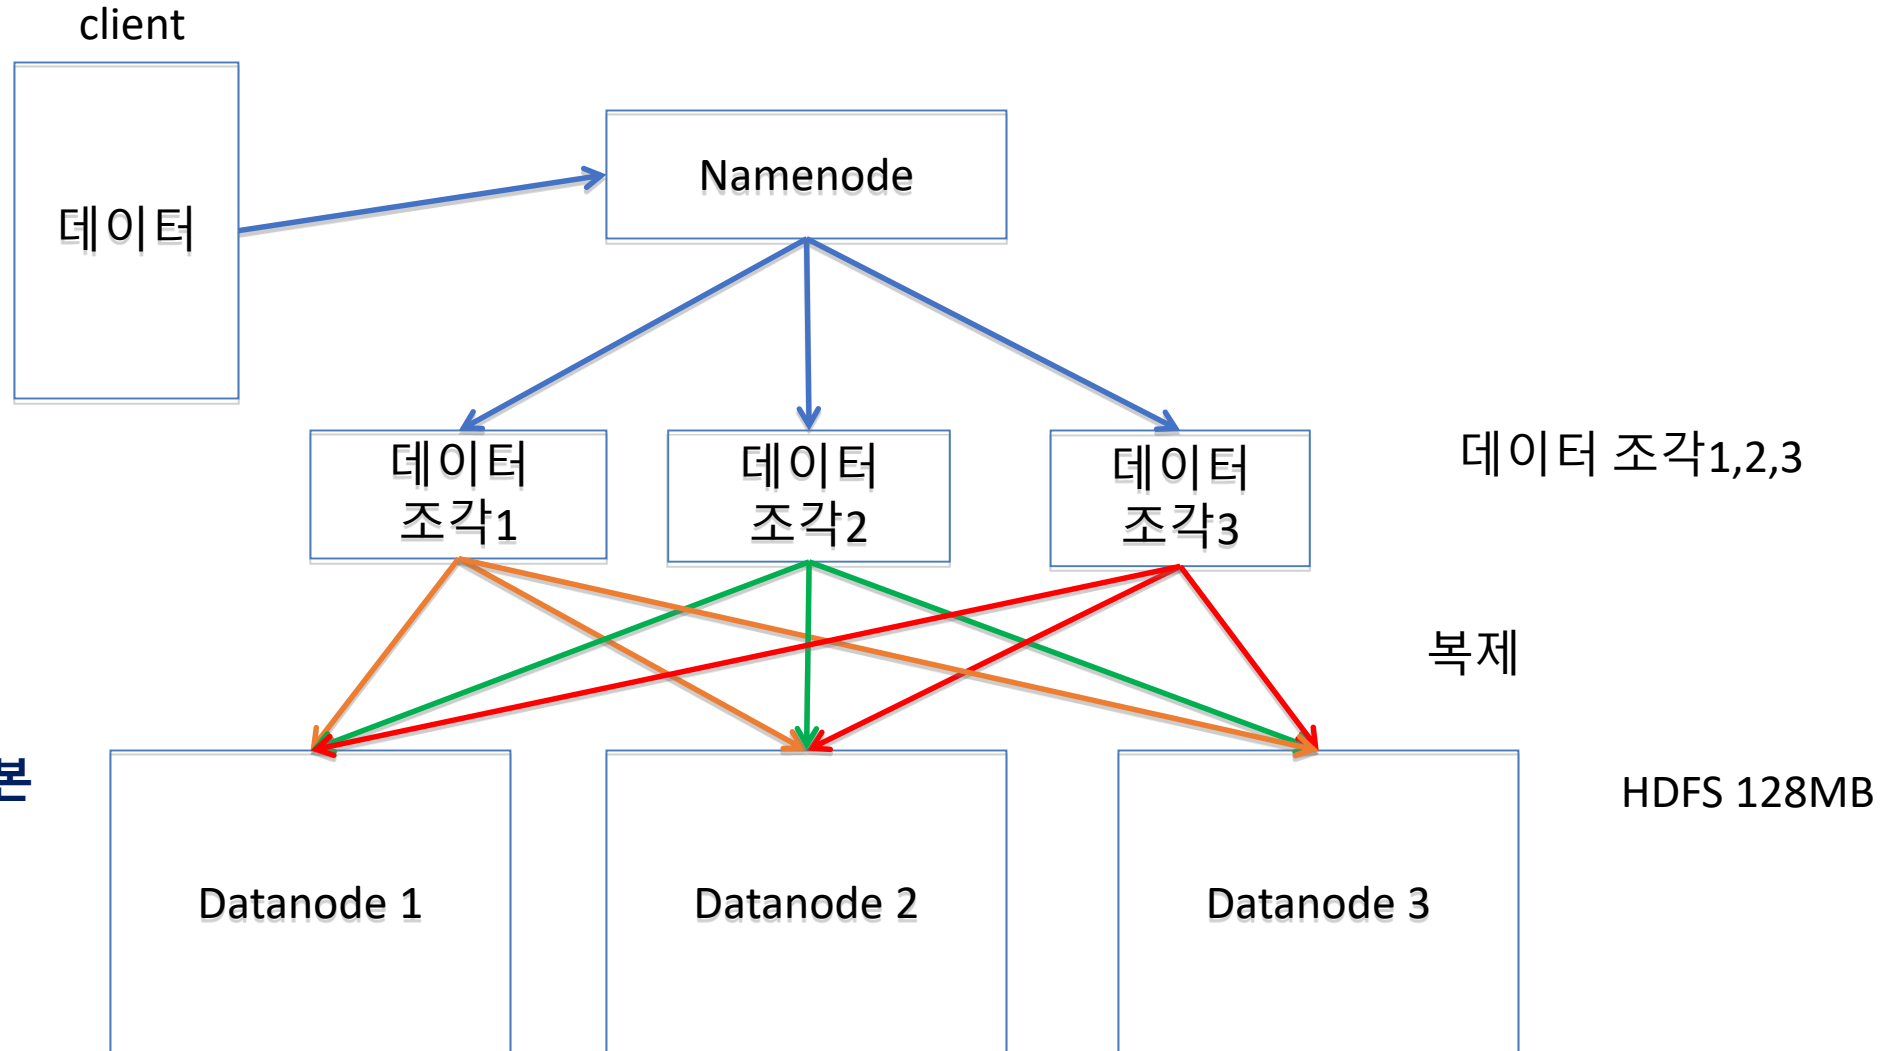 client
데이터
Namenode
데이터
조각1
데이터
조각2
데이터
조각3
데이터 조각1,2,3
복제
본
HDFS 128MB
Datanode 1
Datanode 2
Datanode 3